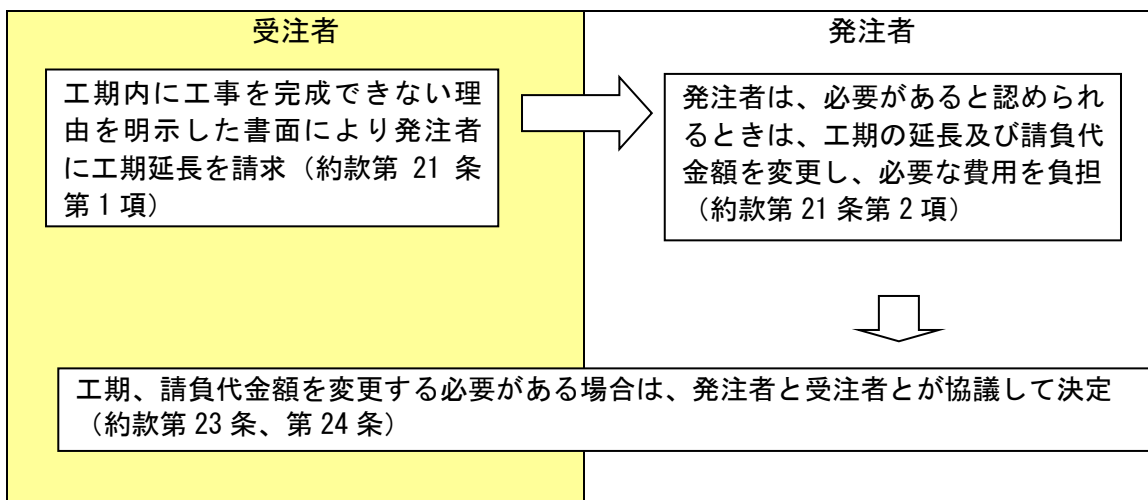 受注者
工期内に工事を完成できない理
由を明示した書面により発注者
に工期延長を請求（約款第 21 条
第１項）
発注者
発注者は、必要があると認められ
るときは、工期の延長及び請負代
金額を変更し、必要な費用を負担
（約款第 21 条第２項）
工期、請負代金額を変更する必要がある場合は、発注者と受注者とが協議して決定
（約款第 23 条、第 24 条）